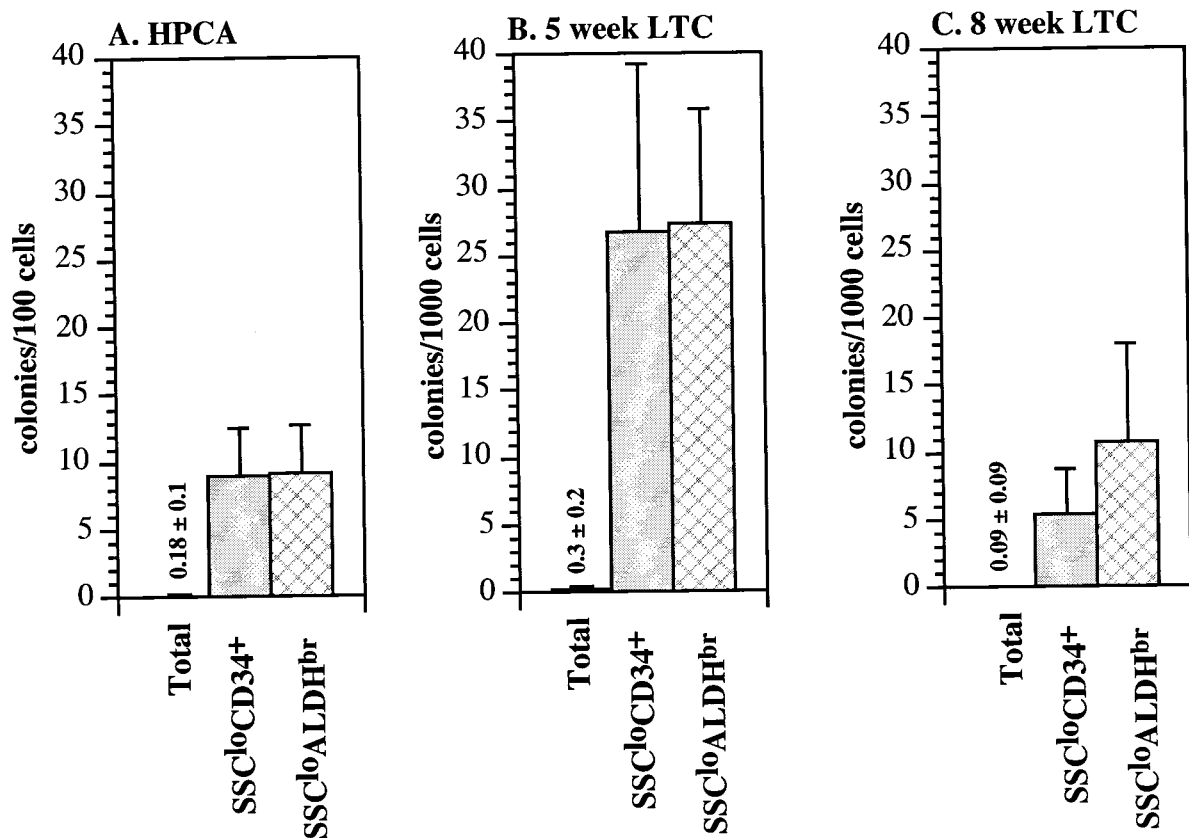 A. HPCA
40
35
30
25
20
15
10
5
0
colonies/100 cells
0.18 ± 0.1
Total
SSCˡᵒCD34⁺
SSCˡᵒALDHᵇʳ
B. 5 week LTC
40
35
30
25
20
15
10
5
0
colonies/1000 cells
0.3 ± 0.2
Total
SSCˡᵒCD34⁺
SSCˡᵒALDHᵇʳ
C. 8 week LTC
40
35
30
25
20
15
10
5
0
colonies/1000 cells
0.09 ± 0.09
Total
SSCˡᵒCD34⁺
SSCˡᵒALDHᵇʳ